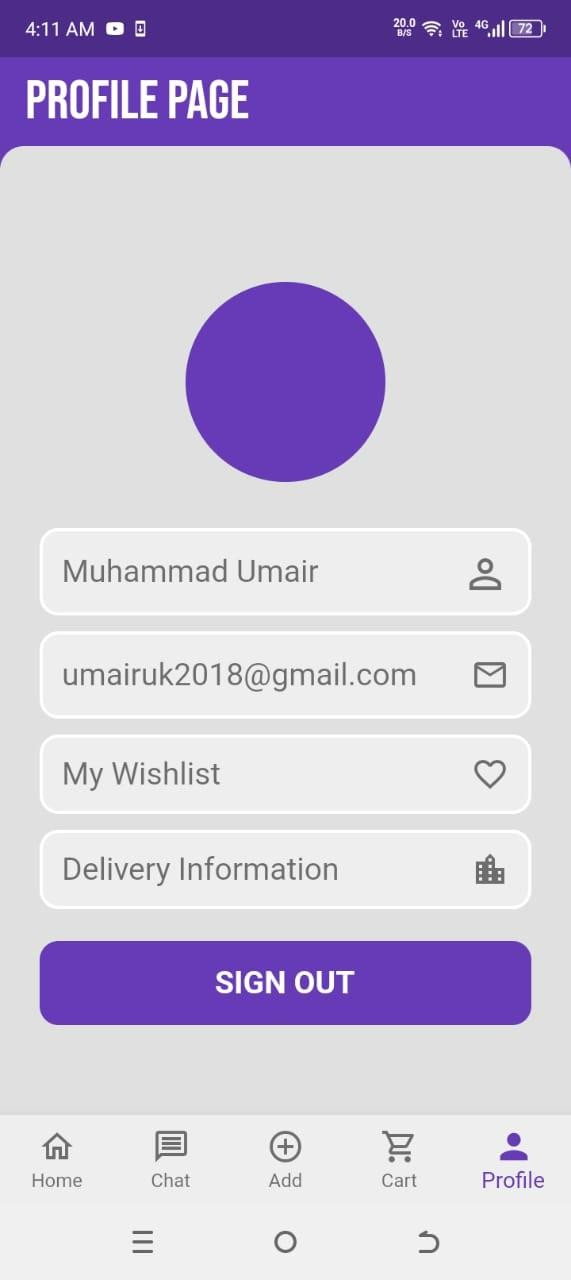 4:11 AM 20.0 B/S Vo LTE 4G 72
PROFILE PAGE
Muhammad Umair
umairuk2018@gmail.com
My Wishlist
Delivery Information
SIGN OUT
Home Chat Add Cart Profile